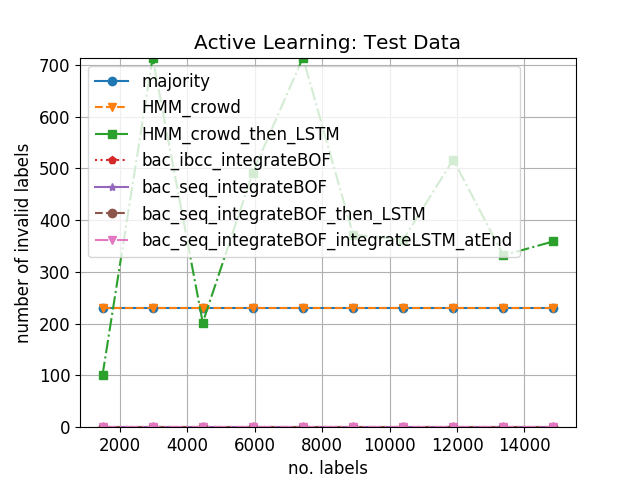 Active Learning: Test Data
majority
HMM_crowd
HMM_crowd_then_LSTM
bac_ibcc_integrateBOF
bac_seq_integrateBOF
bac_seq_integrateBOF_then_LSTM
bac_seq_integrateBOF_integrateLSTM_atEnd
number of invalid labels
700
600
500
400
300
200
100
0
2000 4000 6000 8000 10000 12000 14000
no. labels